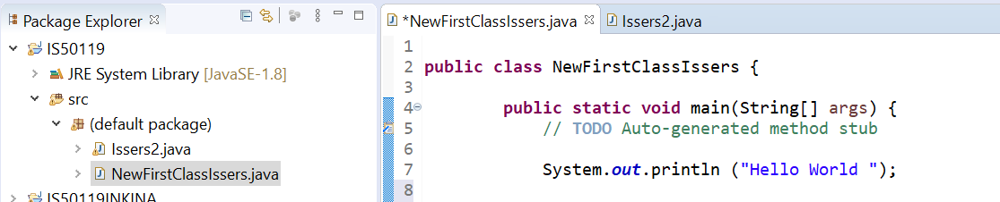 Package Explorer
IS50119
JRE System Library [JavaSE-1.8]
src
(default package)
Issers2.java
NewFirstClassIssers.java
IS50119INKINA
*NewFirstClassIssers.java
Issers2.java
1
2 public class NewFirstClassIssers {
3
4 public static void main(String[] args) {
5 // TODO Auto-generated method stub
6
7 System.out.println ("Hello World ");
8